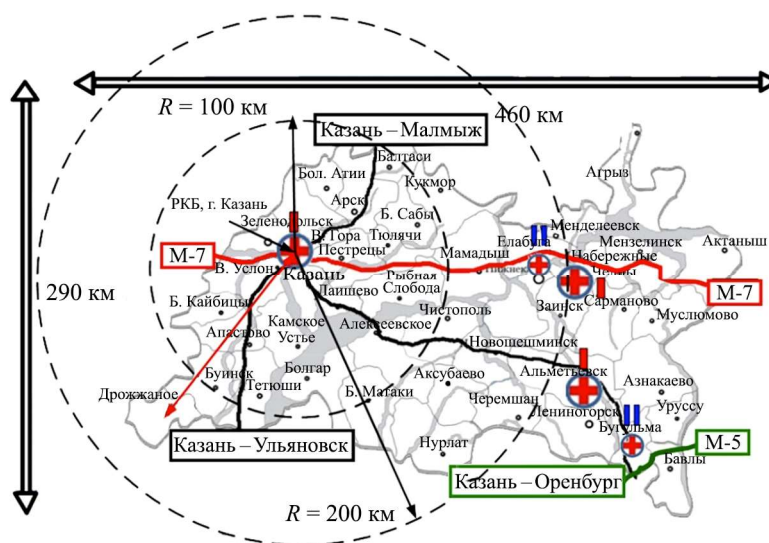 R = 100 км
460 км
Казань – Малмыж
Балтаси
Бол. Атии
Кукмор
Агрыз
РКБ, г. Казань
Арск
Б. Сабы
Зеленодольск
Менделеевск
В. Гора
Тюлячи
Елабуга
Мензелинск
Актаныш
М-7
Пестрецы
Мамадыш
Набережные
В. Услон
Казань
Рыбная
Нижнек
Челны
290 км
Лаишево
Слобода
Сарманово
М-7
Б. Кайбицы
Чистополь
Заинск
Муслюмово
Апастово
Камское
Алексеевское
Устье
Новошешминск
Буинск
Болгар
Аксубаево
Альметьевск
Азнакаево
Дрожжаное
Тетюши
Б. Матаки
Черемшан
Лениногорск
Уруссу
Бугульма
Казань – Ульяновск
Нурлат
М-5
Бавлы
Казань – Оренбург
R = 200 км